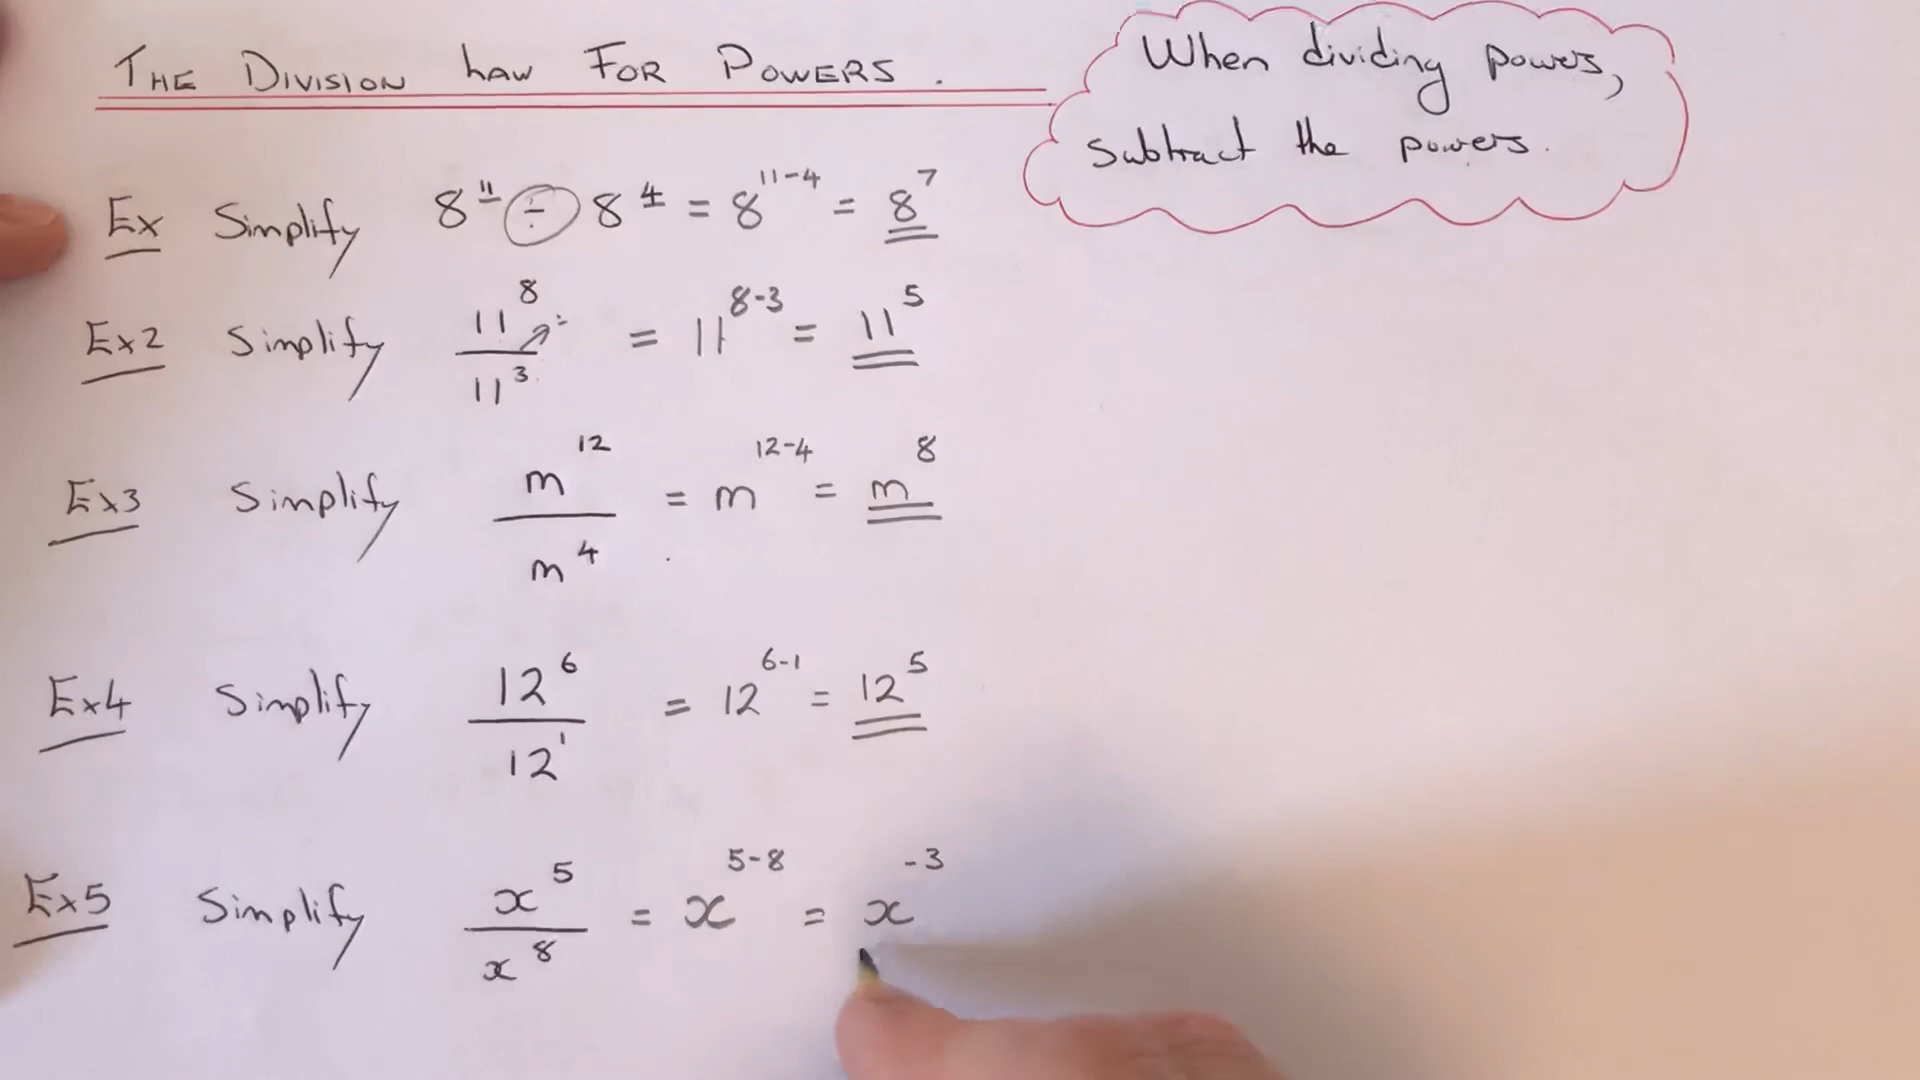 THE DIVISION LAW FOR POWERS.
When dividing powers,
subtract the powers.
Ex Simplify 8¹¹ ÷ 8⁴ = 8¹¹⁻⁴ = 8⁷
Ex2 Simplify 11⁸/11³ = 11⁸⁻³ = 11⁵
Ex3 Simplify m¹²/m⁴ = m¹²⁻⁴ = m⁸
Ex4 Simplify 12⁶/12¹ = 12⁶⁻¹ = 12⁵
Ex5 Simplify x⁵/x⁸ = x⁵⁻⁸ = x⁻³